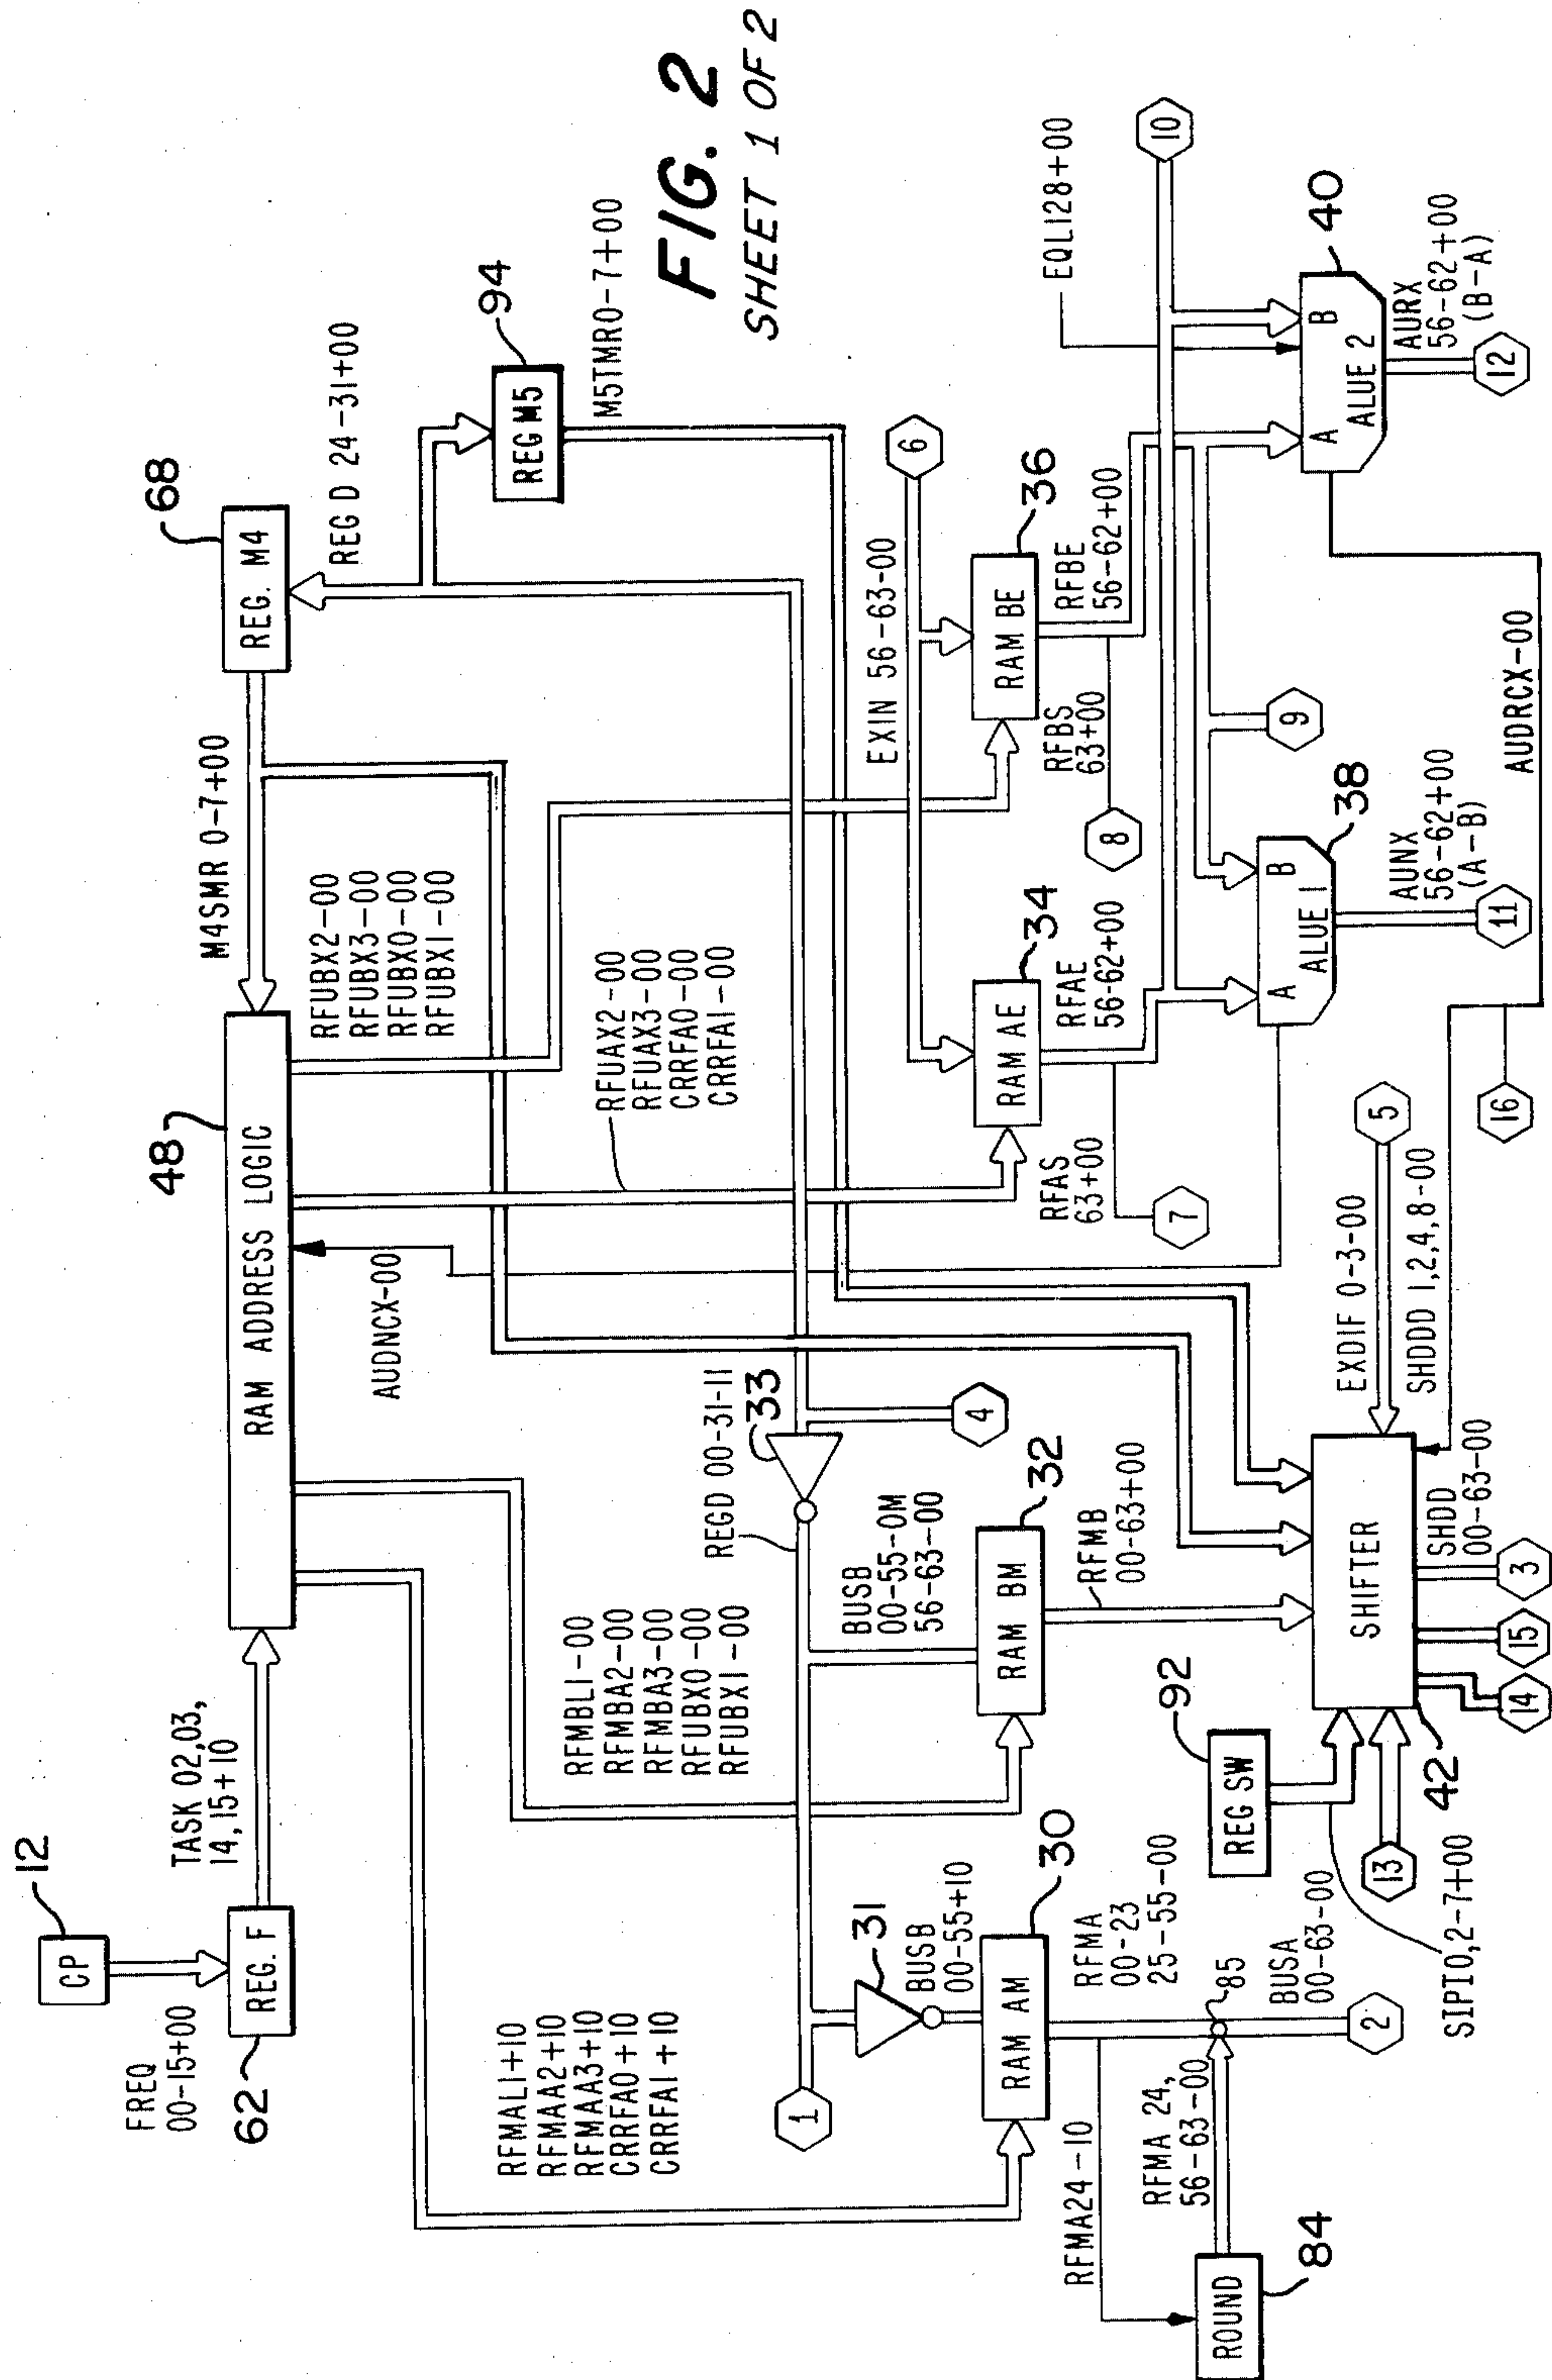 FIG. 2
SHEET 1 OF 2
12
CP
FREQ
00-15+00
REG. F
62
TASK 02,03,
14,15+10
48
RAM ADDRESS LOGIC
M4SMR 0-7+00
REG. M4
68
REG D 24-31+00
94
REG M5
M5TMR0-7+00
AUDNCX-00
RFUBX2-00
RFUBX3-00
RFUBX0-00
RFUBX1-00
RFUAX2-00
RFUAX3-00
CRRFA0-00
CRRFA1-00
RFMAL1+10
RFMAA2+10
RFMAA3+10
CRRFA0+10
CRRFA1+10
RFMBL1-00
RFMBA2-00
RFMBA3-00
RFUBX0-00
RFUBX1-00
REGD 00-31-11
33
4
1
31
BUSB
00-55+10
BUSB
00-55-0M
56-63-00
EXIN 56-63-00
6
RAM AM
30
RAM BM
32
RAM AE
34
RAM BE
36
RFMA24-10
RFMA
00-23
25-55-00
RFMB
00-63+00
RFAS
63+00
RFAE
56-62+00
RFBS
63+00
RFBE
56-62+00
7
8
10
EQL128+00
ROUND
84
RFMA 24,
56-63-00
85
BUSA
00-63-00
2
92
REG SW
13
SIPI0,2-7+00
SHIFTER
42
EXDIF 0-3-00
5
SHDDD 1,2,4,8-00
SHDD
00-63-00
14
15
3
16
A
B
ALUE 1
38
9
AUNX
56-62+00
(A-B)
11
AUDRCX-00
A
B
ALUE 2
40
AURX
56-62+00
(B-A)
12